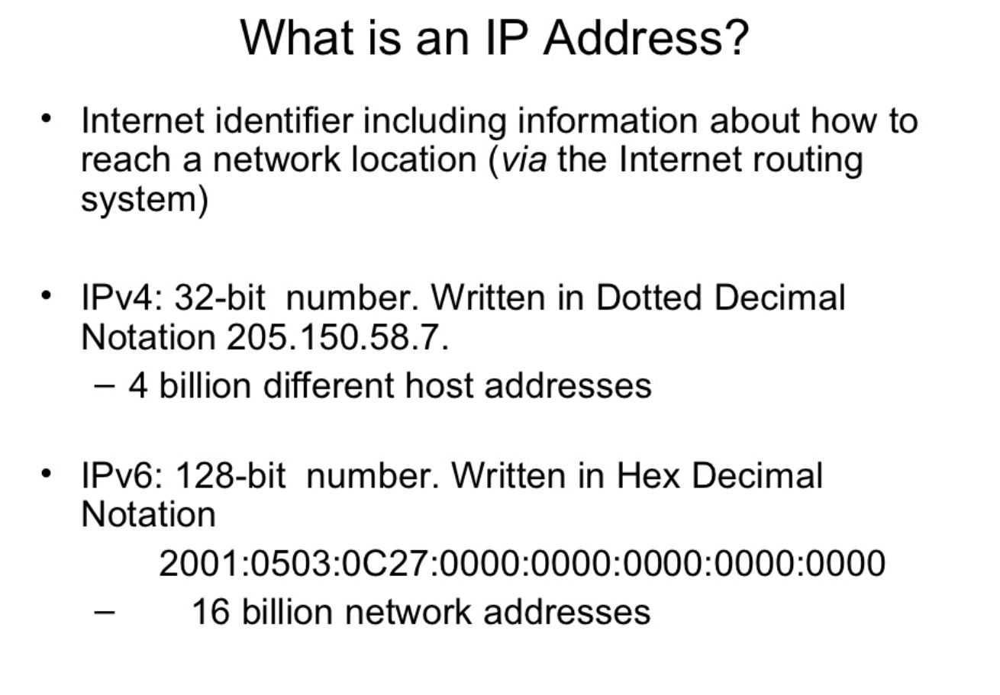 What is an IP Address?
• Internet identifier including information about how to
reach a network location (via the Internet routing
system)
• IPv4: 32-bit  number. Written in Dotted Decimal
Notation 205.150.58.7.
– 4 billion different host addresses
• IPv6: 128-bit  number. Written in Hex Decimal
Notation
2001:0503:0C27:0000:0000:0000:0000:0000
– 16 billion network addresses